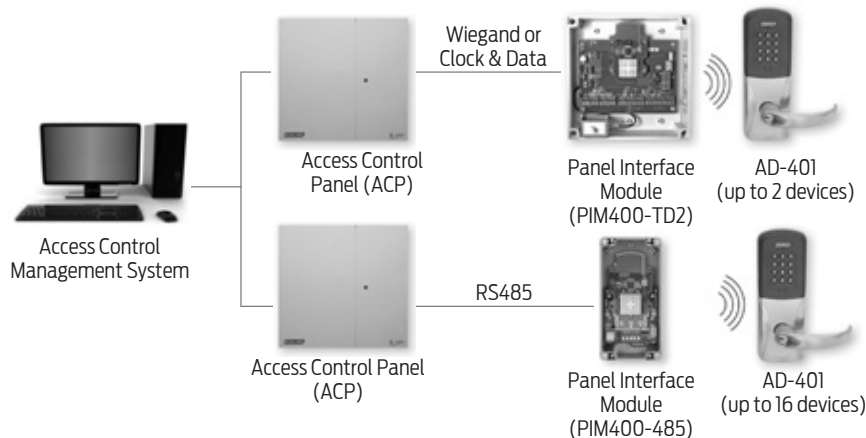 Wiegand or
Clock & Data
Access Control
Panel (ACP)
Panel Interface
Module
(PIM400-TD2)
AD-401
(up to 2 devices)
Access Control
Management System
RS485
Access Control Panel
(ACP)
Panel Interface
Module
(PIM400-485)
AD-401
(up to 16 devices)